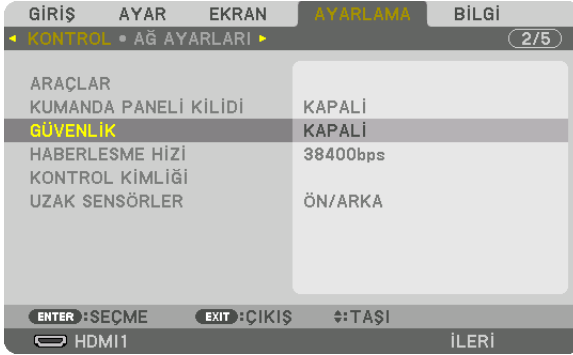 GİRİŞ AYAR EKRAN AYARLAMA BİLGİ
KONTROL • AĞ AYARLARI 2/5
ARAÇLAR
KUMANDA PANELİ KİLİDİ KAPALİ
GÜVENLİK KAPALİ
HABERLESME HİZİ 38400bps
KONTROL KİMLİĞİ
UZAK SENSÖRLER ÖN/ARKA
ENTER :SEÇME EXIT :ÇIKIŞ :TAŞI
HDMI1 İLERİ